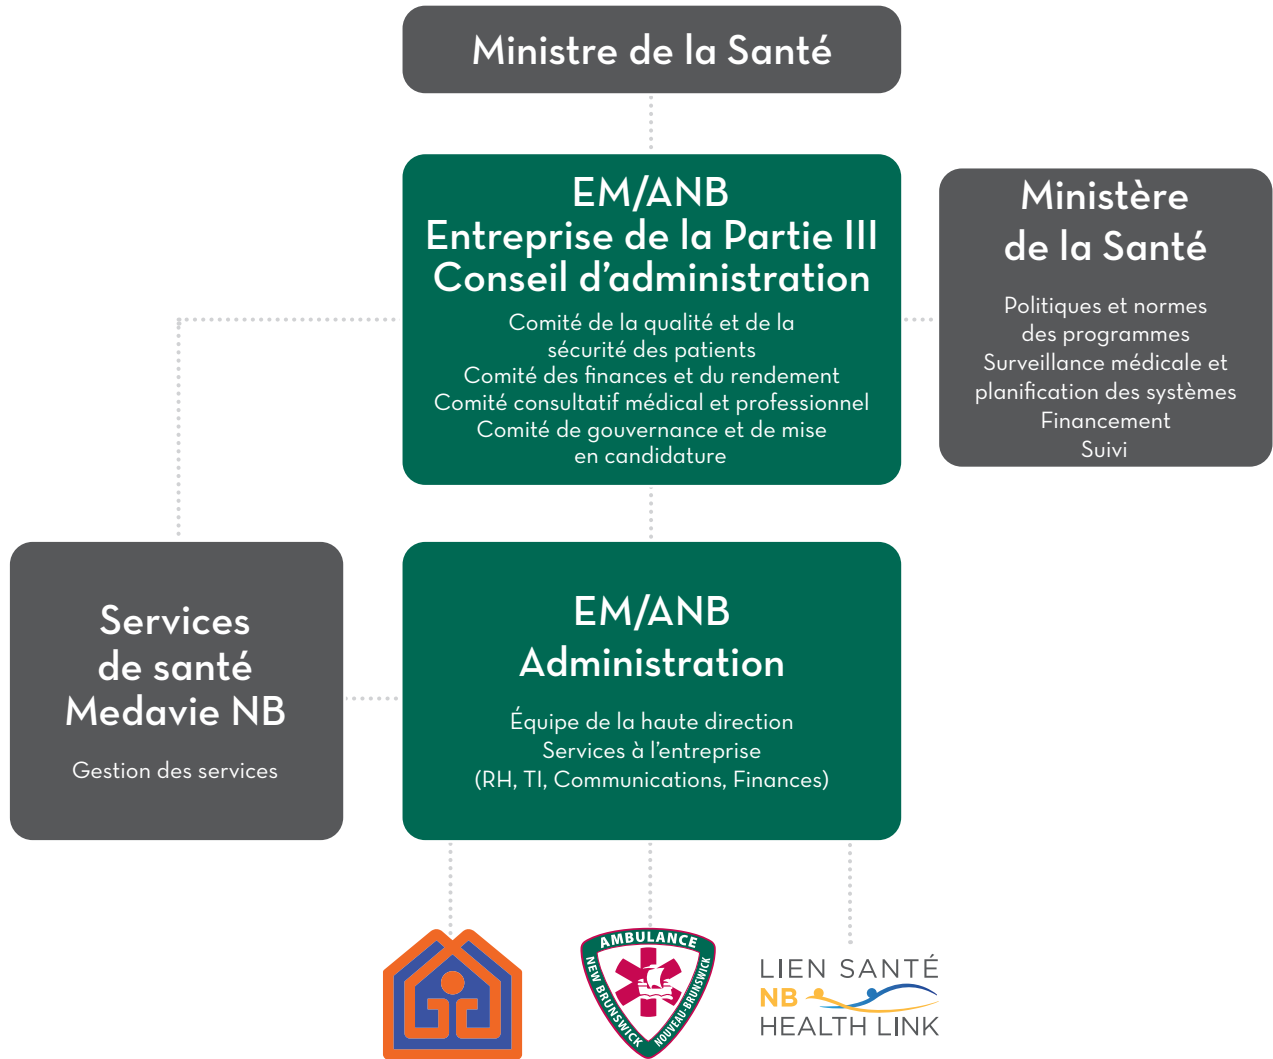 Ministre de la Santé
EM/ANB
Entreprise de la Partie III
Conseil d’administration
Comité de la qualité et de la
sécurité des patients
Comité des finances et du rendement
Comité consultatif médical et professionnel
Comité de gouvernance et de mise
en candidature
Ministère
de la Santé
Politiques et normes
des programmes
Surveillance médicale et
planification des systèmes
Financement
Suivi
Services
de santé
Medavie NB
Gestion des services
EM/ANB
Administration
Équipe de la haute direction
Services à l’entreprise
(RH, TI, Communications, Finances)
AMBULANCE
NEW BRUNSWICK
NOUVEAU-BRUNSWICK
LIEN SANTÉ
NB
HEALTH LINK